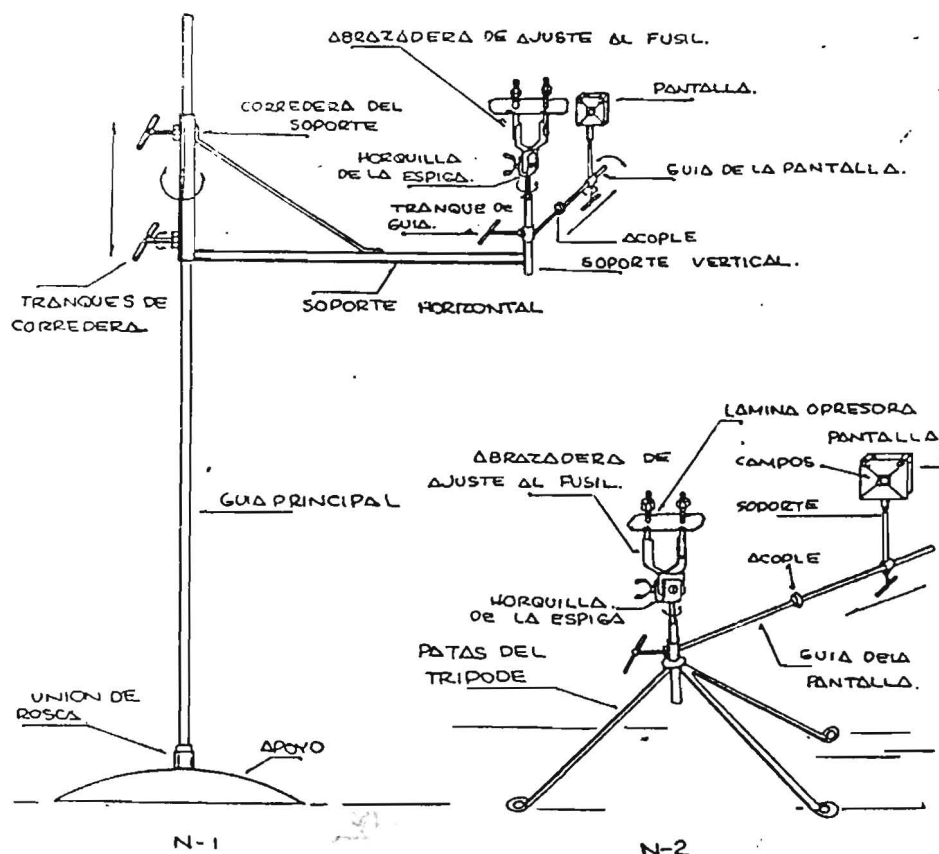 ABRAZADERA DE AJUSTE AL FUSIL.
CORREDERA DEL
SOPORTE
PANTALLA.
HORQUILLA
DE LA ESPIGA.
GUIA DE LA PANTALLA.
TRANQUE DE
GUIA.
ACOPLE
SOPORTE VERTICAL.
TRANQUES DE
CORREDERA
SOPORTE HORIZONTAL
GUIA PRINCIPAL
UNION DE
ROSCA.
APOYO
N-1
LAMINA OPRESORA
PANTALLA
ABRAZADERA DE
AJUSTE AL FUSIL.
CAMPOS
SOPORTE
ACOPLE
HORQUILLA
DE LA ESPIGA
PATAS DEL
TRIPODE
GUIA DELA
PANTALLA.
N-2